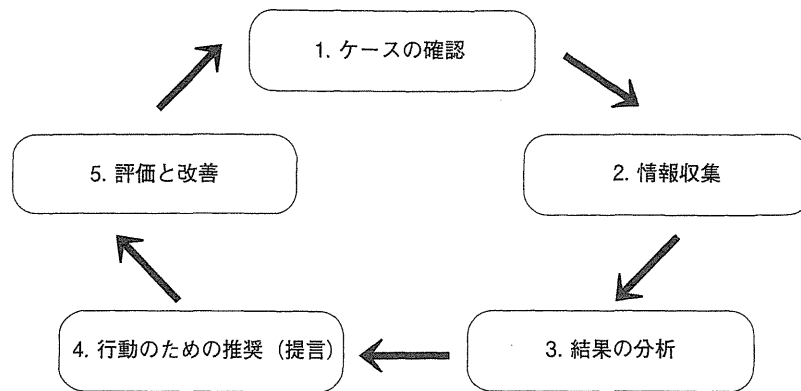 1. ケースの確認
2. 情報収集
3. 結果の分析
4. 行動のための推奨（提言）
5. 評価と改善